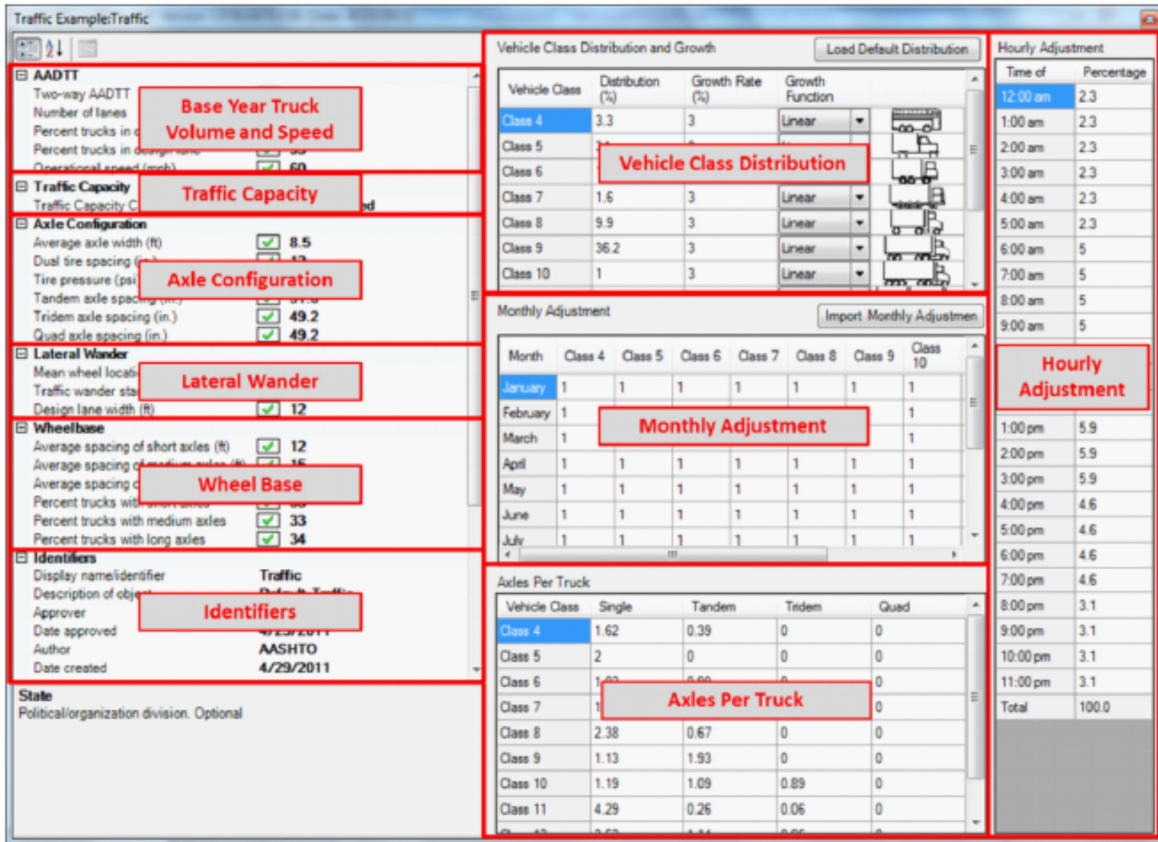 Traffic Example:Traffic
AADTT
Two-way AADTT
Number of lanes
Percent trucks in
Percent trucks in design lane
Operational speed (mph) 60
Base Year Truck
Volume and Speed
Traffic Capacity
Traffic Capacity C
Traffic Capacity
Axle Configuration
Average axle width (ft) 8.5
Dual tire spacing (in.) 12
Tire pressure (psi
Tandem axle spacing (in.)
Tridem axle spacing (in.) 49.2
Quad axle spacing (in.) 49.2
Axle Configuration
Lateral Wander
Mean wheel locati
Traffic wander sta
Design lane width (ft) 12
Lateral Wander
Wheelbase
Average spacing of short axles (ft) 12
Average spacing of medium axles (ft) 15
Average spacing
Percent trucks with short axles 33
Percent trucks with medium axles 33
Percent trucks with long axles 34
Wheel Base
Identifiers
Display name/identifier Traffic
Description of object Default Traffic
Approver
Date approved 4/29/2011
Author AASHTO
Date created 4/29/2011
Identifiers
State
Political/organization division. Optional
Vehicle Class Distribution and Growth Load Default Distribution
Vehicle Class Distribution (%) Growth Rate (%) Growth Function
Class 4 3.3 3 Linear
Class 5
Class 6
Class 7 1.6 3 Linear
Class 8 9.9 3 Linear
Class 9 36.2 3 Linear
Class 10 1 3 Linear
Vehicle Class Distribution
Monthly Adjustment Import Monthly Adjustmen
Month Class 4 Class 5 Class 6 Class 7 Class 8 Class 9 Class 10
January 1 1 1 1 1 1 1
February 1 1
March 1 1
April 1 1 1 1 1 1 1
May 1 1 1 1 1 1 1
June 1 1 1 1 1 1 1
July 1 1 1 1 1 1 1
Monthly Adjustment
Axles Per Truck
Vehicle Class Single Tandem Tridem Quad
Class 4 1.62 0.39 0 0
Class 5 2 0 0 0
Class 6 0
Class 7 0
Class 8 2.38 0.67 0 0
Class 9 1.13 1.93 0 0
Class 10 1.19 1.09 0.89 0
Class 11 4.29 0.26 0.06 0
Axles Per Truck
Hourly Adjustment
Time of Percentage
12:00 am 2.3
1:00 am 2.3
2:00 am 2.3
3:00 am 2.3
4:00 am 2.3
5:00 am 2.3
6:00 am 5
7:00 am 5
8:00 am 5
9:00 am 5
Hourly
Adjustment
1:00 pm 5.9
2:00 pm 5.9
3:00 pm 5.9
4:00 pm 4.6
5:00 pm 4.6
6:00 pm 4.6
7:00 pm 4.6
8:00 pm 3.1
9:00 pm 3.1
10:00 pm 3.1
11:00 pm 3.1
Total 100.0